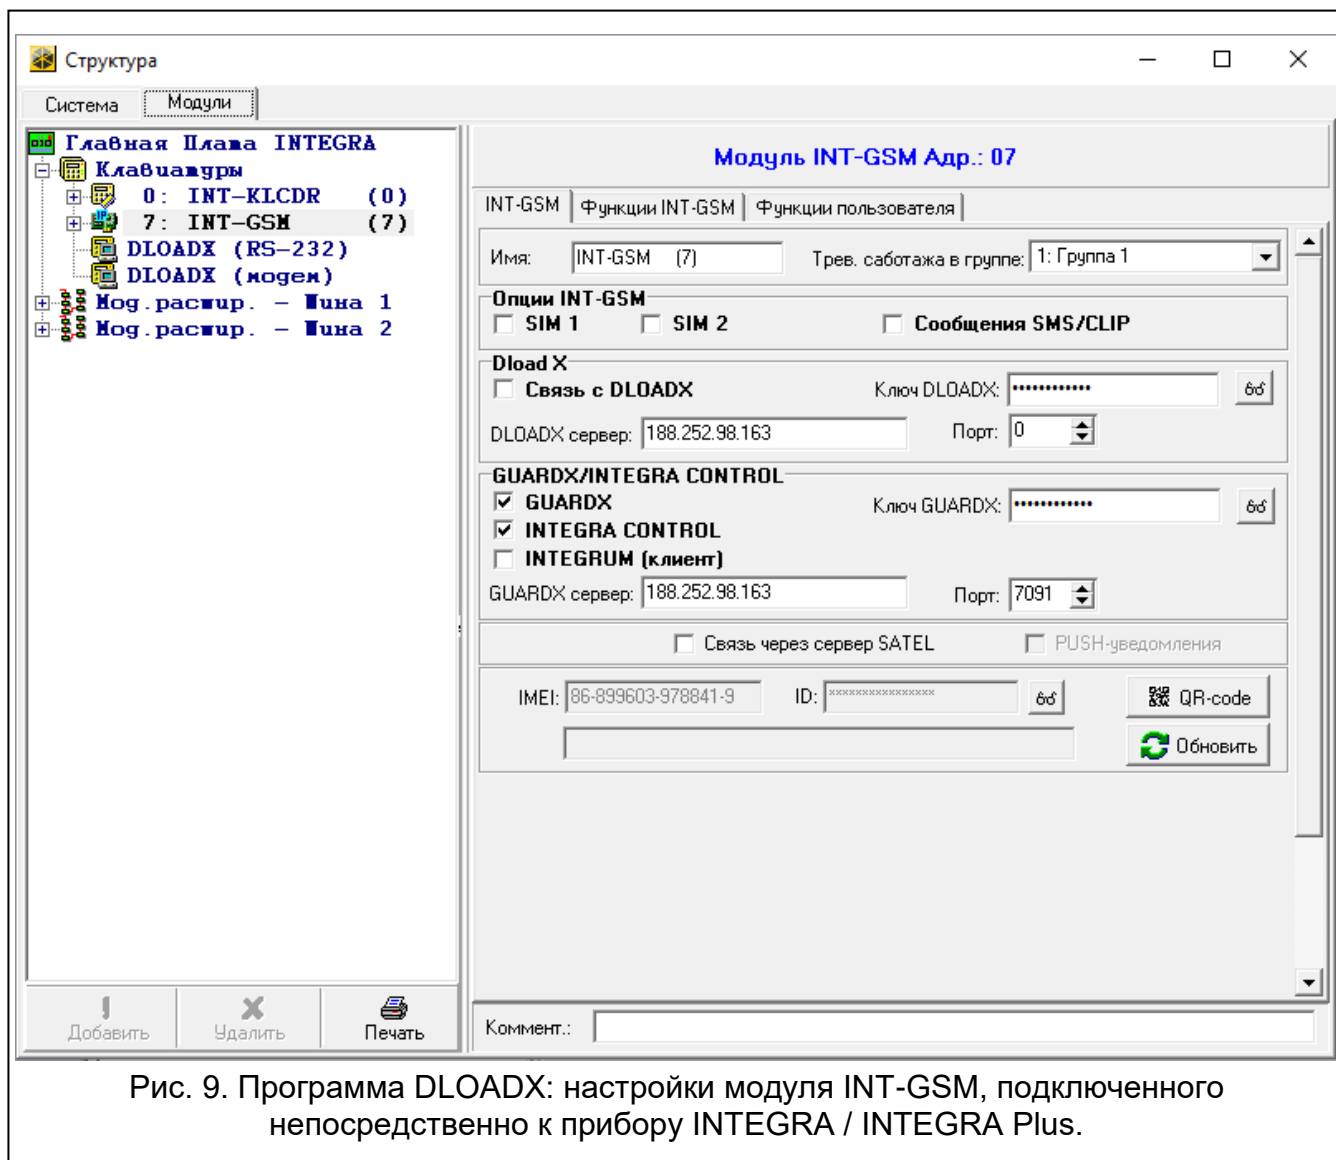 Структура
Система Модули
Главная Плата INTEGRA
Клавиатуры
0: INT-KLCDR (0)
7: INT-GSM (7)
DLOADX (RS-232)
DLOADX (модем)
Мод.расшир. - Шина 1
Мод.расшир. - Шина 2
Добавить Удалить Печать
Модуль INT-GSM Адр.: 07
INT-GSM Функции INT-GSM Функции пользователя
Имя: INT-GSM (7) Трев. саботажа в группе: 1: Группа 1
Опции INT-GSM
SIM 1 SIM 2 Сообщения SMS/CLIP
Dload X
Связь с DLOADX Ключ DLOADX: ••••••••••••
DLOADX сервер: 188.252.98.163 Порт: 0
GUARDX/INTEGRA CONTROL
GUARDX Ключ GUARDX: ••••••••••••
INTEGRA CONTROL
INTEGRUM (клиент)
GUARDX сервер: 188.252.98.163 Порт: 7091
Связь через сервер SATEL PUSH-уведомления
IMEI: 86-899603-978841-9 ID: **************** QR-code
Обновить
Коммент.:
Рис. 9. Программа DLOADX: настройки модуля INT-GSM, подключенного
непосредственно к прибору INTEGRA / INTEGRA Plus.